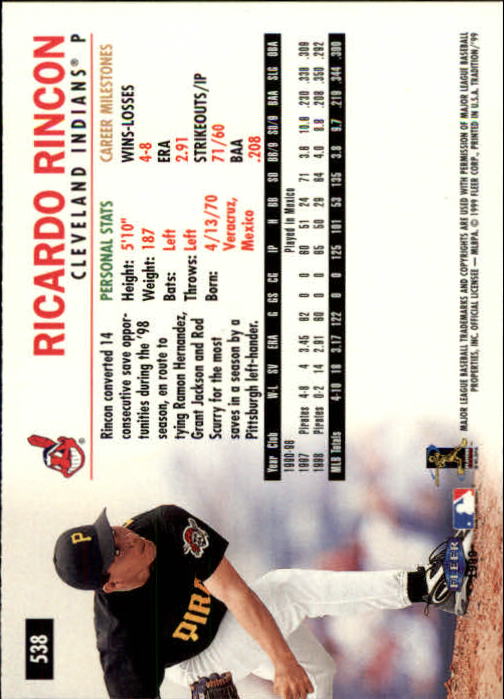 538
RICARDO RINCON
CLEVELAND INDIANS® P
Rincon converted 14
consecutive save oppor-
tunities during the '98
season, en route to
tying Ramon Hernandez,
Grant Jackson and Rod
Scurry for the most
saves in a season by a
Pittsburgh left-hander.
PERSONAL STATS
Height: 5'10"
Weight: 187
Bats: Left
Throws: Left
Born: 4/13/70
Veracruz,
Mexico
CAREER MILESTONES
WINS-LOSSES
4-8
ERA
2.91
STRIKEOUTS/IP
71/60
BAA
.208
Year Club W-L SV ERA G GS CG IP H BB SO BB/9 SO/9 BAA SLG OBA
1990-96 Played in Mexico
1997 Pirates 4-8 4 3.45 62 0 0 60 51 24 71 3.6 10.6 .230 .338 .309
1998 Pirates 0-2 14 2.91 60 0 0 65 50 29 64 4.0 8.8 .208 .350 .292
MLB Totals 4-10 18 3.17 122 0 0 125 101 53 135 3.8 9.7 .219 .344 .300
MAJOR LEAGUE BASEBALL TRADEMARKS AND COPYRIGHTS ARE USED WITH PERMISSION OF MAJOR LEAGUE BASEBALL
PROPERTIES, INC. OFFICIAL LICENSEE — MLBPA. © 1999 FLEER CORP., PRINTED IN U.S.A. TRADITION/'99
P
PIRA
FLEER